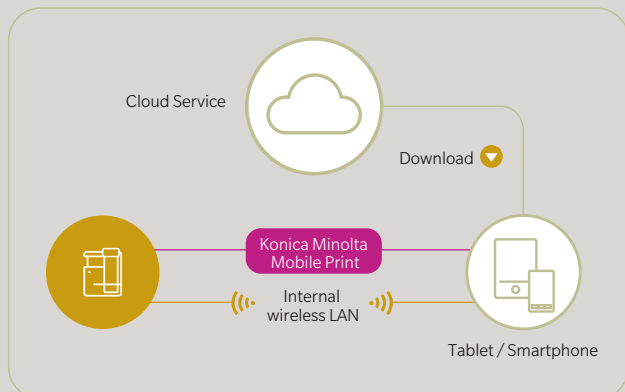 Cloud Service
Download
Konica Minolta
Mobile Print
Internal
wireless LAN
Tablet / Smartphone